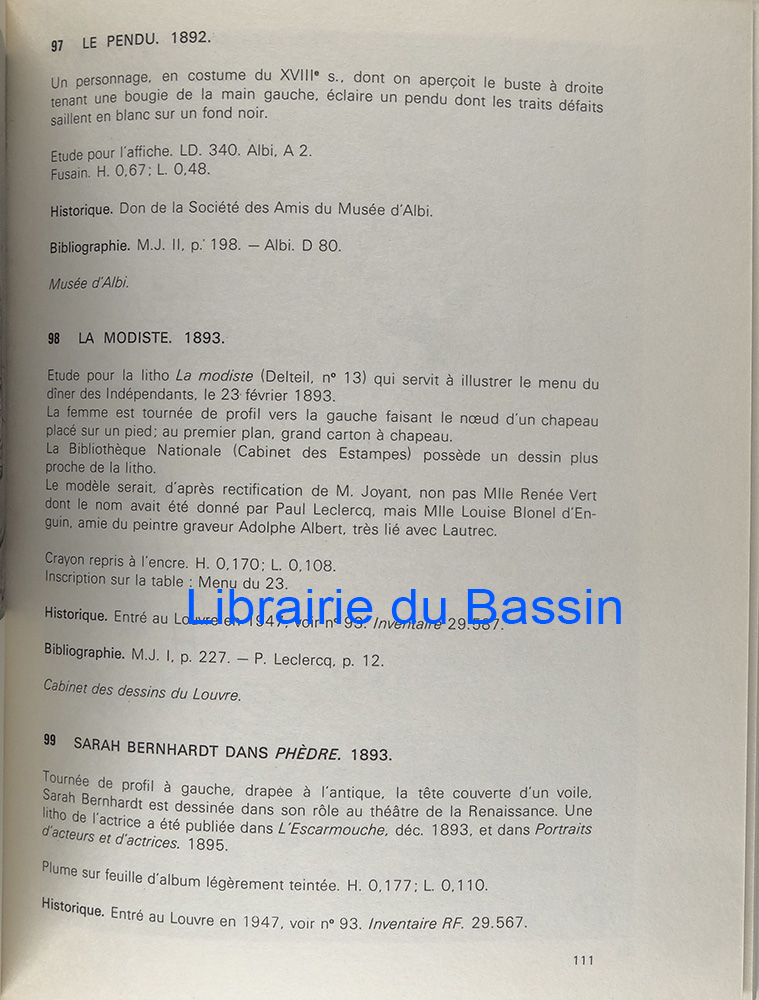 97 LE PENDU. 1892.
Un personnage, en costume du XVIIIᵉ s., dont on aperçoit le buste à droite
tenant une bougie de la main gauche, éclaire un pendu dont les traits défaits
saillent en blanc sur un fond noir.
Etude pour l'affiche. LD. 340. Albi, A 2.
Fusain. H. 0,67; L. 0,48.
Historique. Don de la Société des Amis du Musée d'Albi.
Bibliographie. M.J. II, p. 198. — Albi. D 80.
Musée d'Albi.
98 LA MODISTE. 1893.
Etude pour la litho La modiste (Delteil, nº 13) qui servit à illustrer le menu du
dîner des Indépendants, le 23 février 1893.
La femme est tournée de profil vers la gauche faisant le nœud d'un chapeau
placé sur un pied; au premier plan, grand carton à chapeau.
La Bibliothèque Nationale (Cabinet des Estampes) possède un dessin plus
proche de la litho.
Le modèle serait, d'après rectification de M. Joyant, non pas Mlle Renée Vert
dont le nom avait été donné par Paul Leclercq, mais Mlle Louise Blonel d'En-
guin, amie du peintre graveur Adolphe Albert, très lié avec Lautrec.
Crayon repris à l'encre. H. 0,170; L. 0,108.
Inscription sur la table : Menu du 23.
Librairie du Bassin
Historique. Entré au Louvre en 1947, voir nº 93. Inventaire 29.587.
Bibliographie. M.J. I, p. 227. — P. Leclercq, p. 12.
Cabinet des dessins du Louvre.
99 SARAH BERNHARDT DANS PHÈDRE. 1893.
Tournée de profil à gauche, drapée à l'antique, la tête couverte d'un voile,
Sarah Bernhardt est dessinée dans son rôle au théâtre de la Renaissance. Une
litho de l'actrice a été publiée dans L'Escarmouche, déc. 1893, et dans Portraits
d'acteurs et d'actrices. 1895.
Plume sur feuille d'album légèrement teintée. H. 0,177; L. 0,110.
Historique. Entré au Louvre en 1947, voir nº 93. Inventaire RF. 29.567.
111